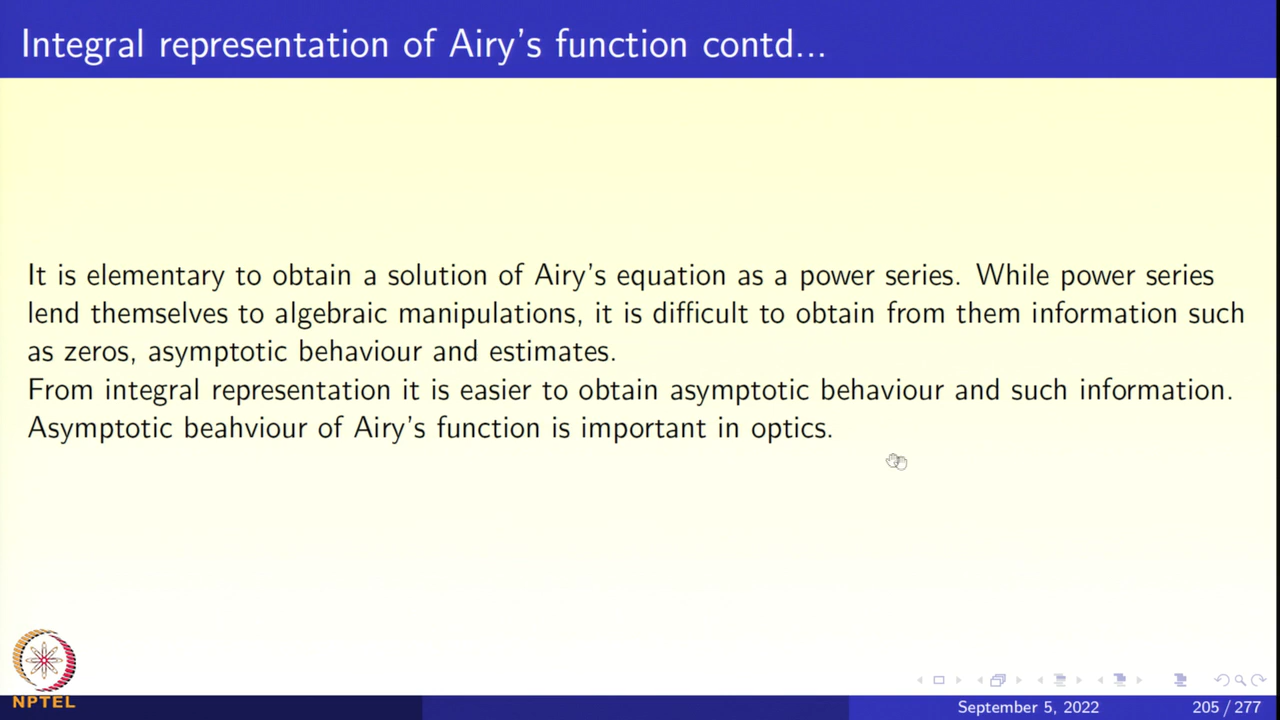 Integral representation of Airy's function contd...
It is elementary to obtain a solution of Airy's equation as a power series. While power series
lend themselves to algebraic manipulations, it is difficult to obtain from them information such
as zeros, asymptotic behaviour and estimates.
From integral representation it is easier to obtain asymptotic behaviour and such information.
Asymptotic beahviour of Airy's function is important in optics.
NPTEL
September 5, 2022 205 / 277